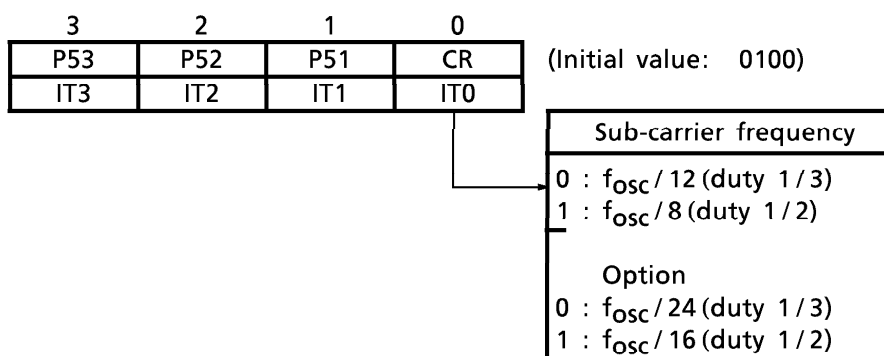 3 2 1 0
P53 P52 P51 CR (Initial value: 0100)
IT3 IT2 IT1 IT0
Sub-carrier frequency
0 : fOSC / 12 (duty 1 / 3)
1 : fOSC / 8 (duty 1 / 2)
Option
0 : fOSC / 24 (duty 1 / 3)
1 : fOSC / 16 (duty 1 / 2)